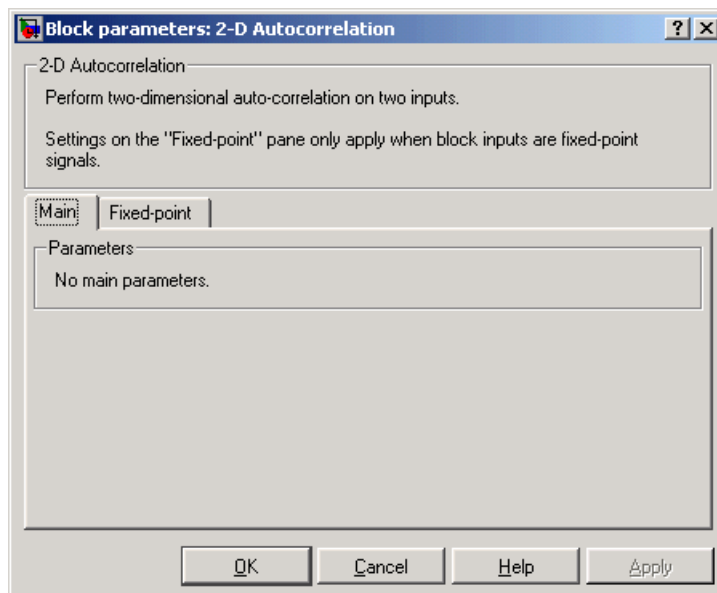 Block parameters: 2-D Autocorrelation
2-D Autocorrelation
Perform two-dimensional auto-correlation on two inputs.
Settings on the "Fixed-point" pane only apply when block inputs are fixed-point
signals.
Main Fixed-point
Parameters
No main parameters.
OK Cancel Help Apply